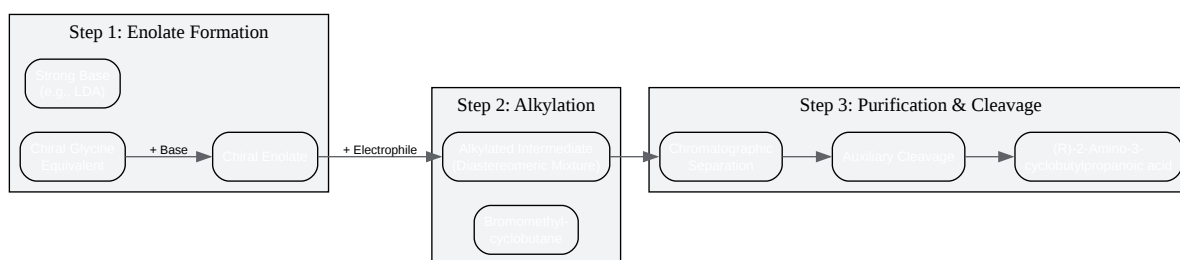 Step 1: Enolate Formation
Strong Base
(e.g., LDA)
Chiral Glycine
Equivalent
+ Base
Chiral Enolate
+ Electrophile
Step 2: Alkylation
Alkylated Intermediate
(Diastereomeric Mixture)
Bromomethyl-
cyclobutane
Step 3: Purification & Cleavage
Chromatographic
Separation
Auxiliary Cleavage
(R)-2-Amino-3-
cyclobutylpropanoic acid